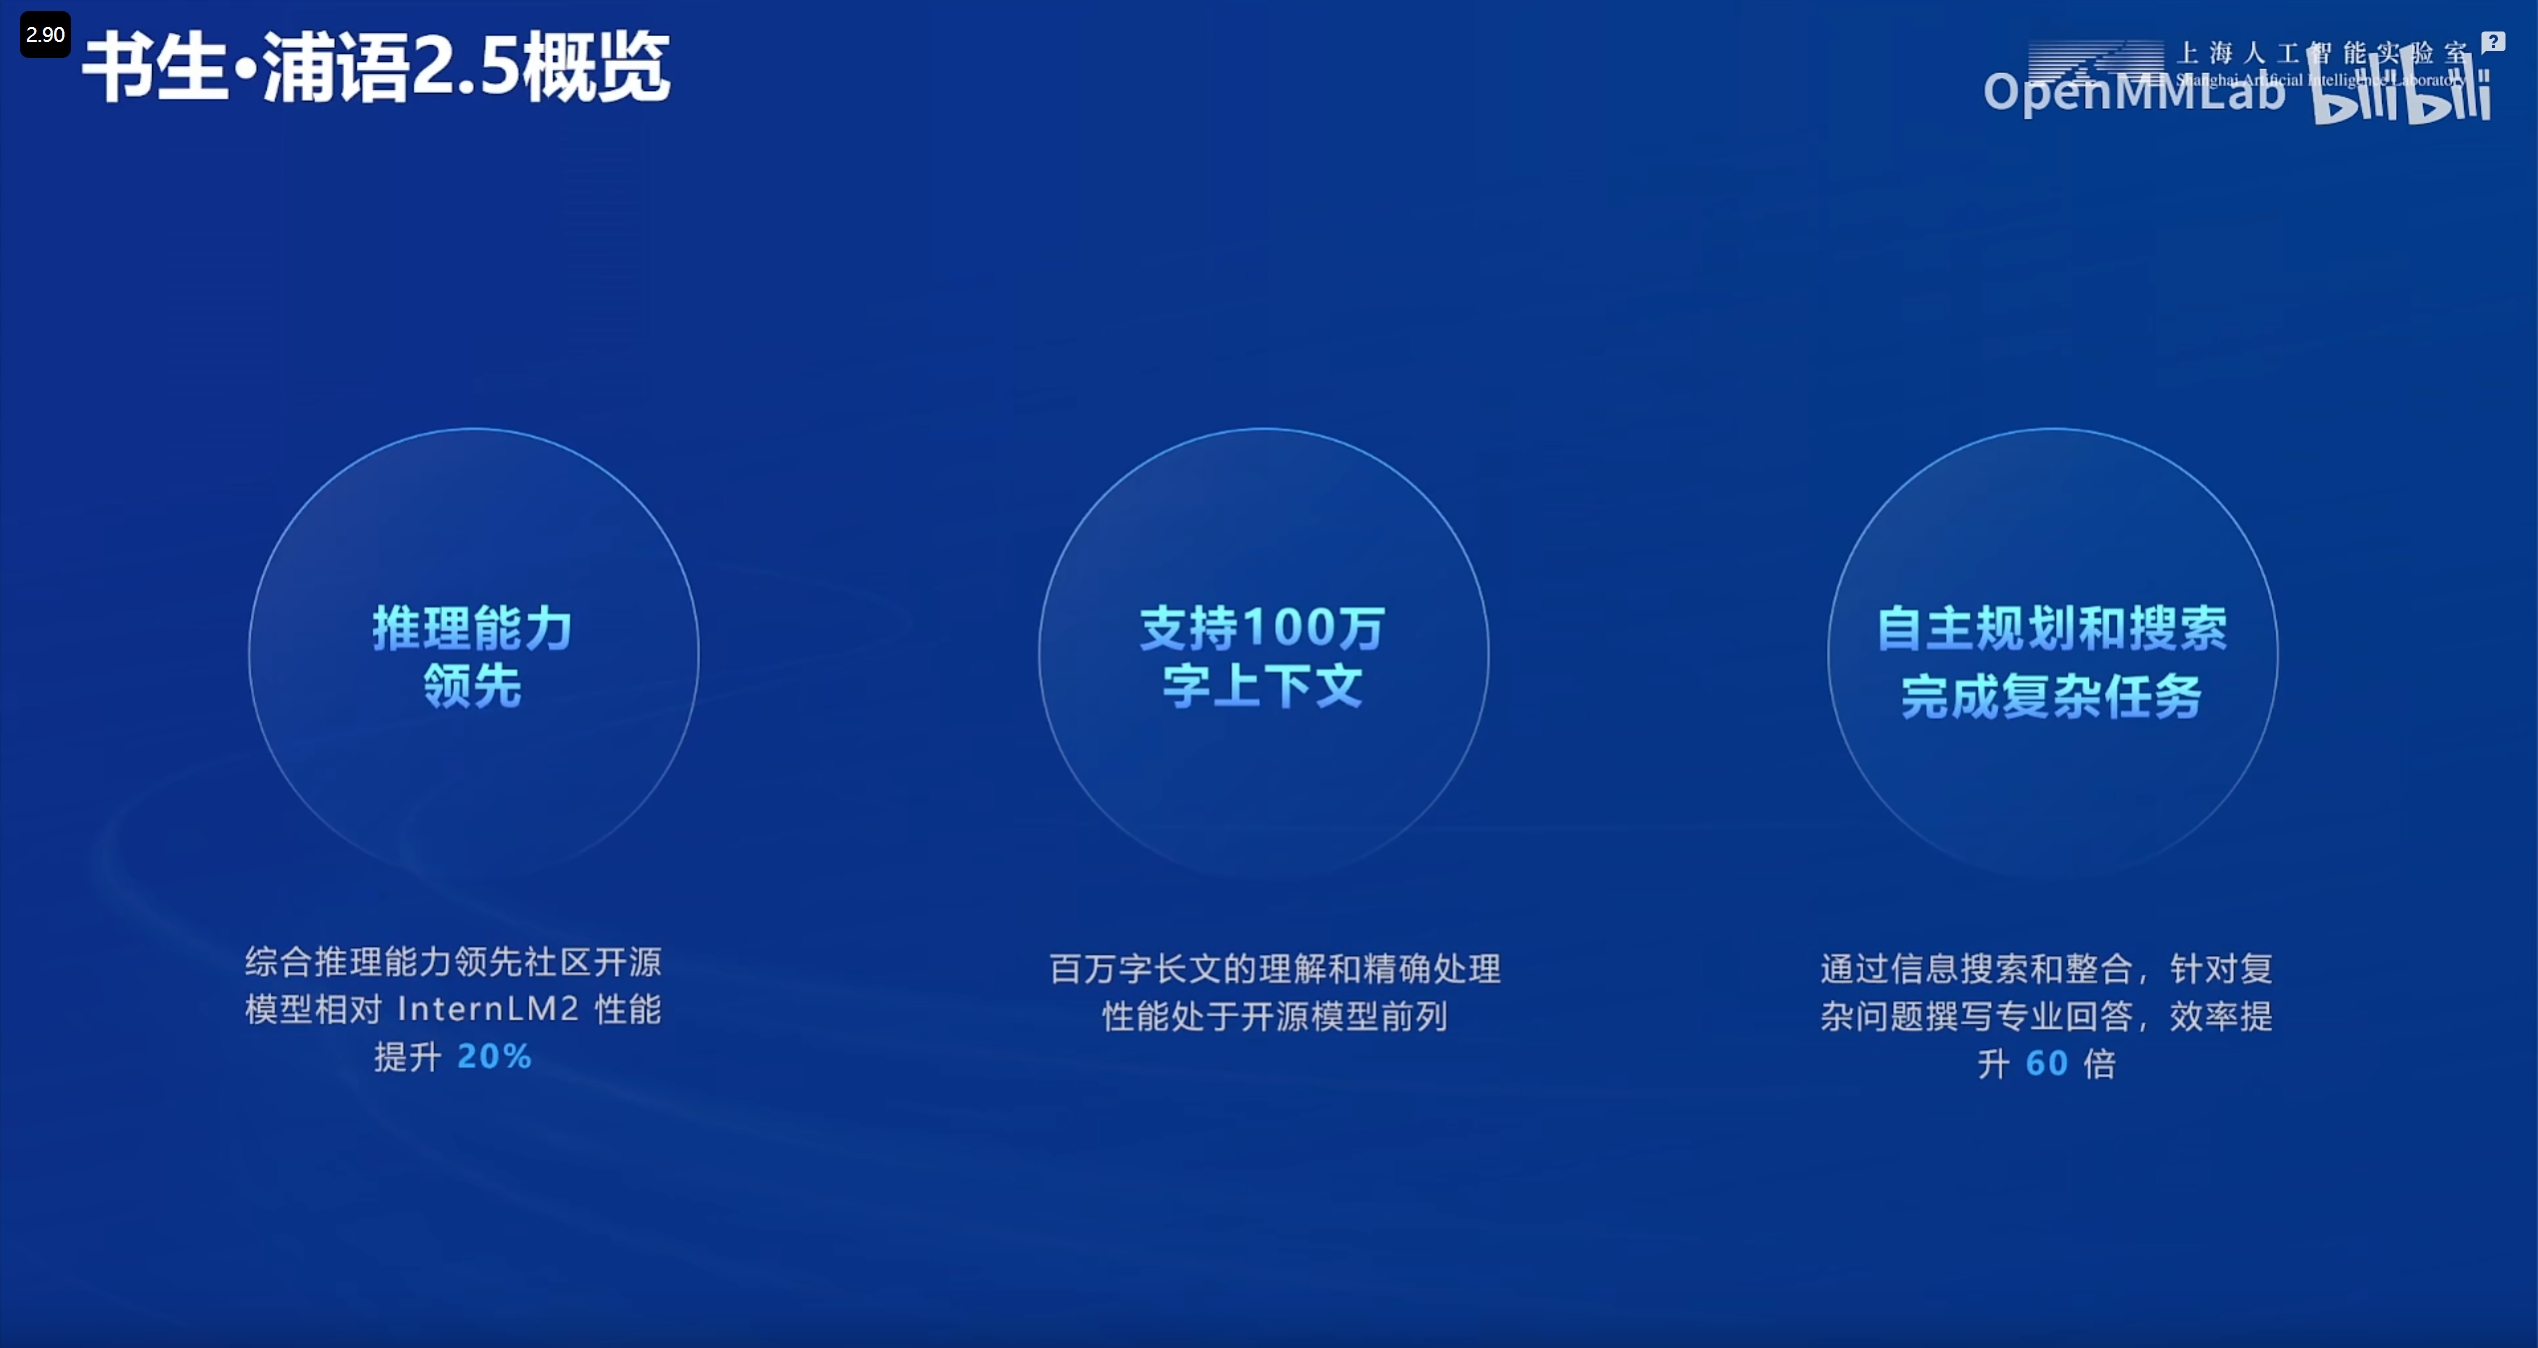 2.90
书生•浦语2.5概览
上海人工智能实验室
Shanghai Artificial Intelligence Laboratory
OpenMMLab
bilibili
?
推理能力
领先
综合推理能力领先社区开源
模型相对 InternLM2 性能
提升 20%
支持100万
字上下文
百万字长文的理解和精确处理
性能处于开源模型前列
自主规划和搜索
完成复杂任务
通过信息搜索和整合，针对复
杂问题撰写专业回答，效率提
升 60 倍